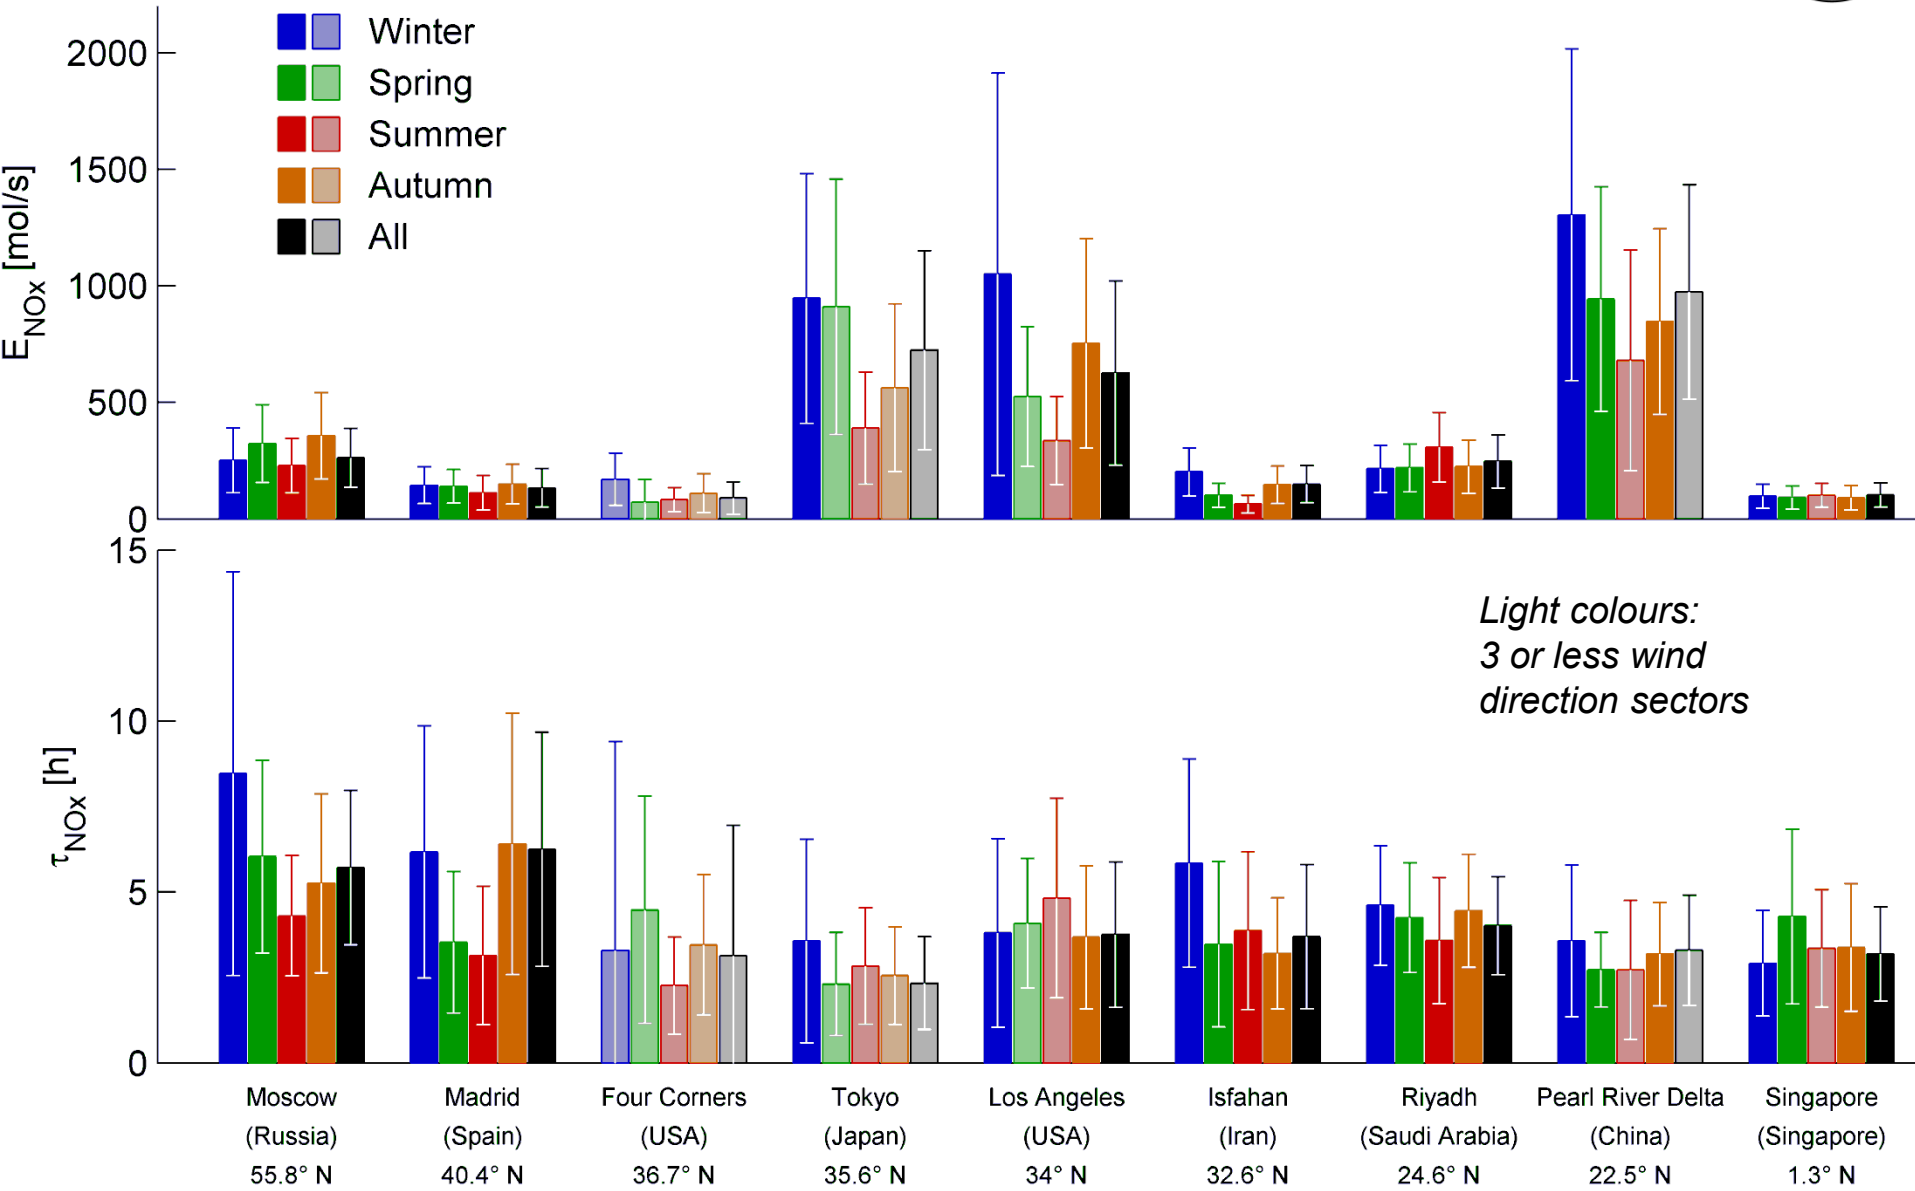 2000
1500
1000
500
0
E_NOx [mol/s]
Winter
Spring
Summer
Autumn
All
15
10
5
0
τ_NOx [h]
Light colours:
3 or less wind
direction sectors
Moscow
(Russia)
55.8° N
Madrid
(Spain)
40.4° N
Four Corners
(USA)
36.7° N
Tokyo
(Japan)
35.6° N
Los Angeles
(USA)
34° N
Isfahan
(Iran)
32.6° N
Riyadh
(Saudi Arabia)
24.6° N
Pearl River Delta
(China)
22.5° N
Singapore
(Singapore)
1.3° N